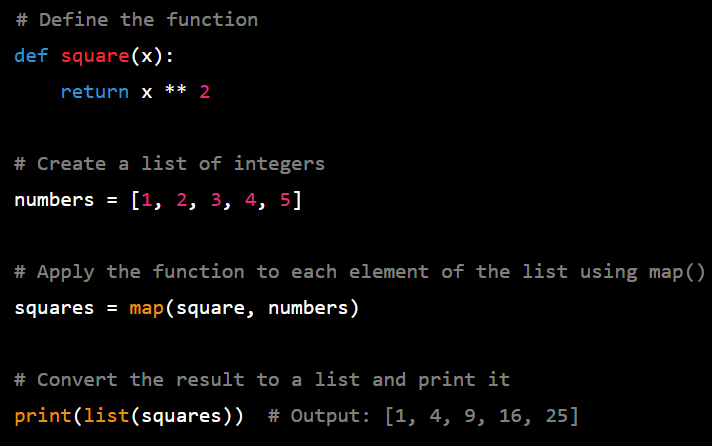 # Define the function
def square(x):
    return x ** 2
# Create a list of integers
numbers = [1, 2, 3, 4, 5]
# Apply the function to each element of the list using map()
squares = map(square, numbers)
# Convert the result to a list and print it
print(list(squares))  # Output: [1, 4, 9, 16, 25]